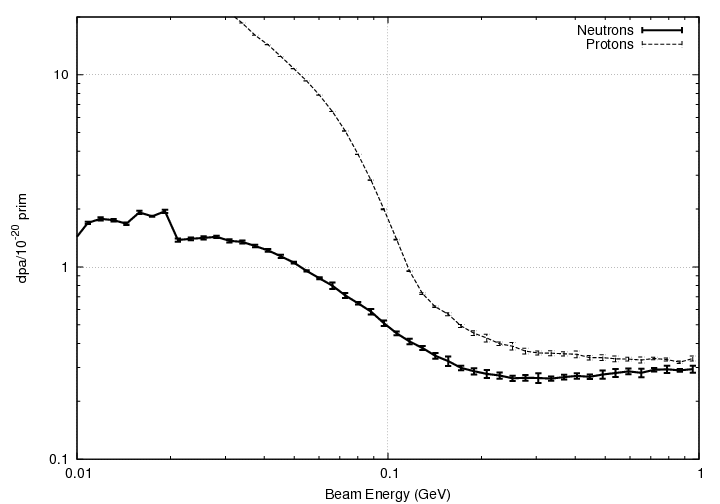 Neutrons
Protons
10
1
0.1
dpa/10^-20 prim
0.01
0.1
1
Beam Energy (GeV)